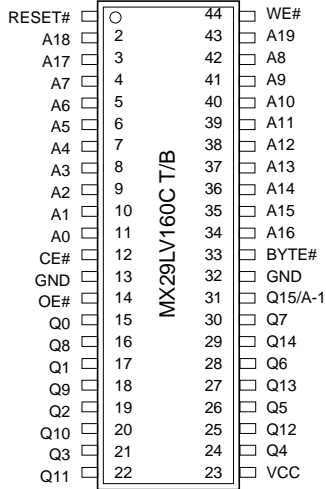 RESET# 44 WE#
A18 2 43 A19
A17 3 42 A8
A7 4 41 A9
A6 5 40 A10
A5 6 39 A11
A4 7 38 A12
A3 8 37 A13
A2 9 36 A14
A1 10 35 A15
A0 11 34 A16
CE# 12 33 BYTE#
GND 13 32 GND
OE# 14 31 Q15/A-1
Q0 15 30 Q7
Q8 16 29 Q14
Q1 17 28 Q6
Q9 18 27 Q13
Q2 19 26 Q5
Q10 20 25 Q12
Q3 21 24 Q4
Q11 22 23 VCC
MX29LV160C T/B